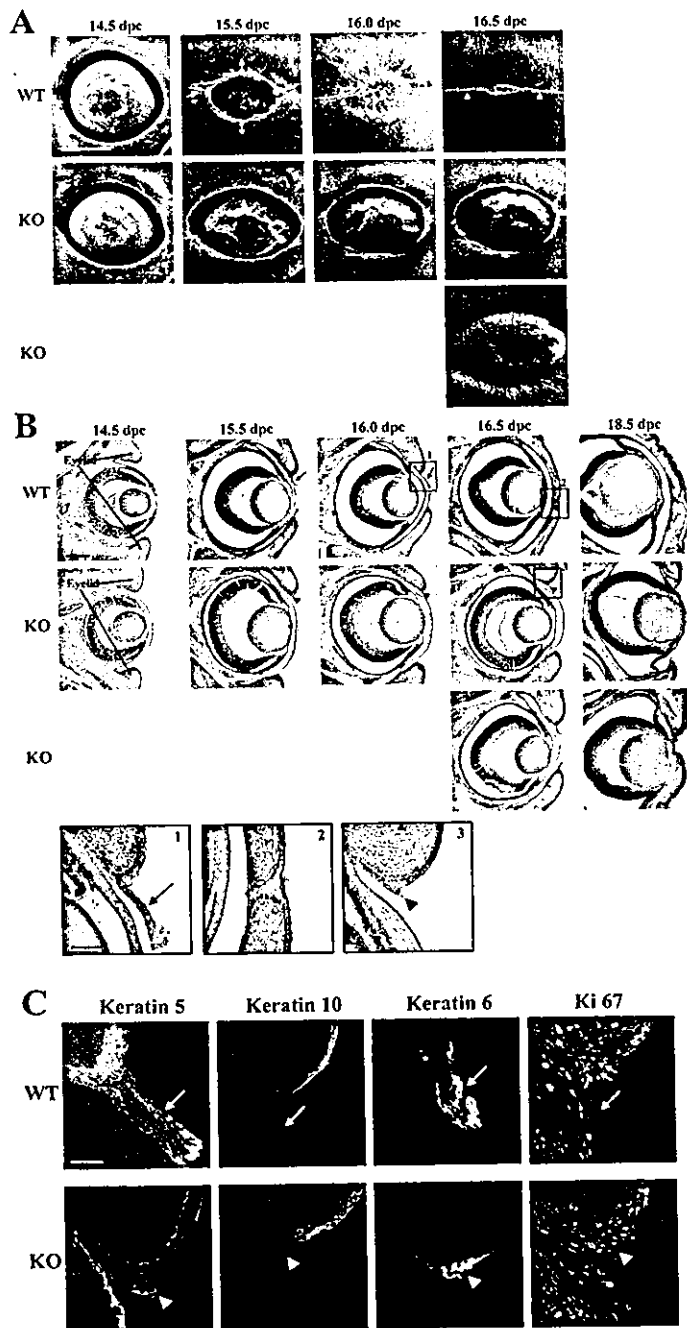 A
14.5 dpc 15.5 dpc 16.0 dpc 16.5 dpc
WT
KO
KO
B
14.5 dpc 15.5 dpc 16.0 dpc 16.5 dpc 18.5 dpc
Eyelid 1 2
WT
Eyelid
KO
KO
1 2 3
C
Keratin 5 Keratin 10 Keratin 6 Ki 67
WT
KO